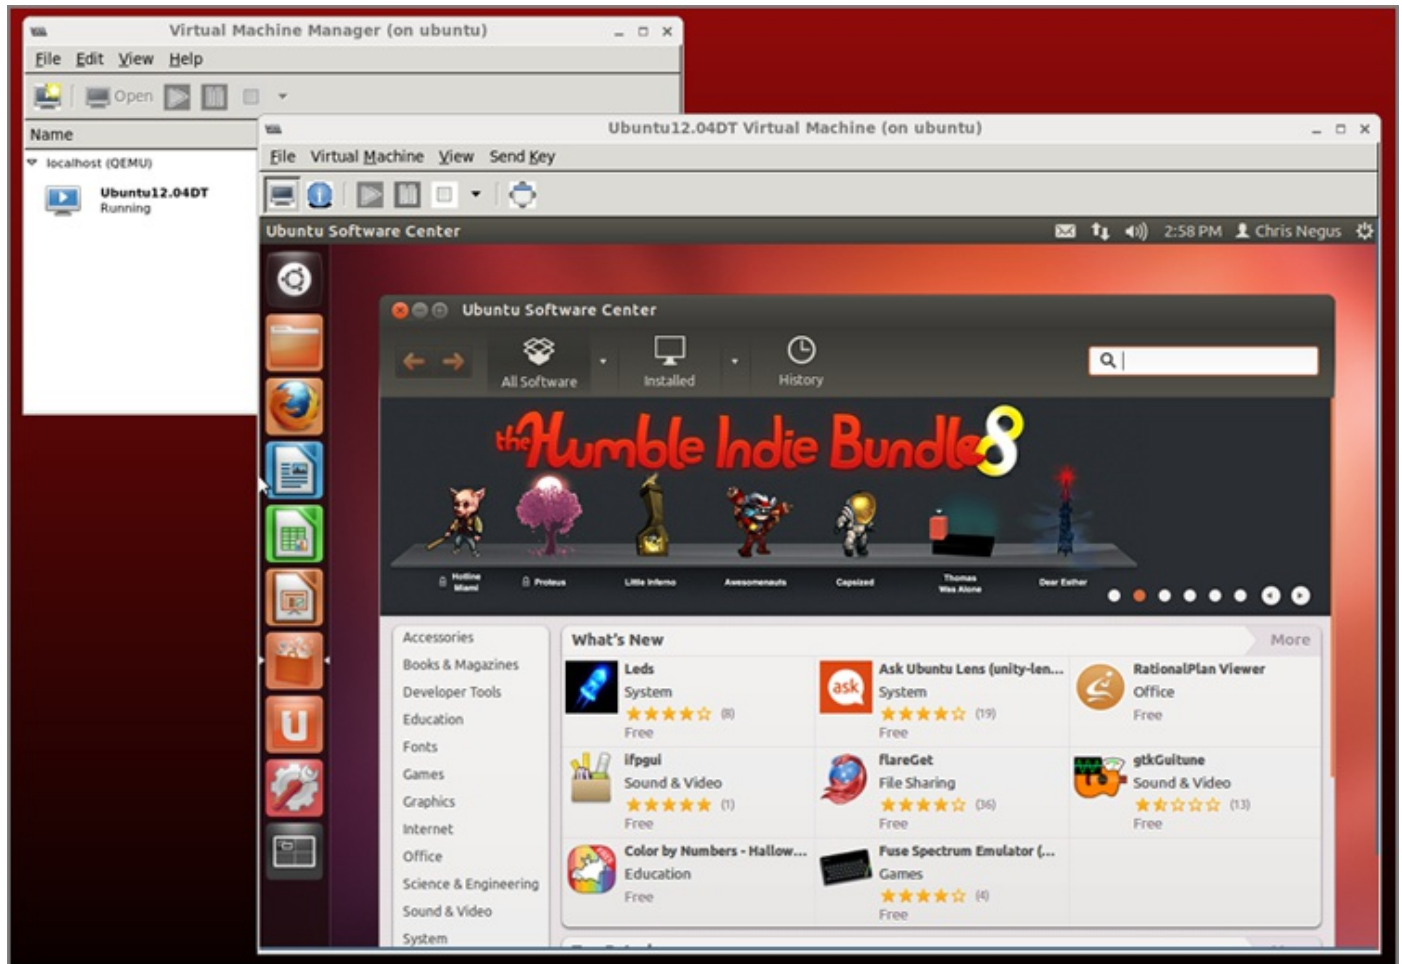 Virtual Machine Manager (on ubuntu)
File Edit View Help
Open
Name
localhost (QEMU)
Ubuntu12.04DT
Running
Ubuntu12.04DT Virtual Machine (on ubuntu)
File Virtual Machine View Send Key
Ubuntu Software Center
2:58 PM Chris Negus
Ubuntu Software Center
All Software Installed History
the Humble Indie Bundle 8
Hotline
Miami
Proteus
Little Inferno
Awesomenauts
Capsized
Thomas
Was Alone
Dear Esther
Accessories
Books & Magazines
Developer Tools
Education
Fonts
Games
Graphics
Internet
Office
Science & Engineering
Sound & Video
System
What's New More
Leds
System
(8)
Free
ask
Ask Ubuntu Lens (unity-len...
System
(19)
Free
RationalPlan Viewer
Office
Free
ifpgui
Sound & Video
(1)
Free
flareGet
File Sharing
(36)
Free
gtkGuitune
Sound & Video
(13)
Free
Color by Numbers - Hallow...
Education
Free
Fuse Spectrum Emulator (...
Games
(4)
Free